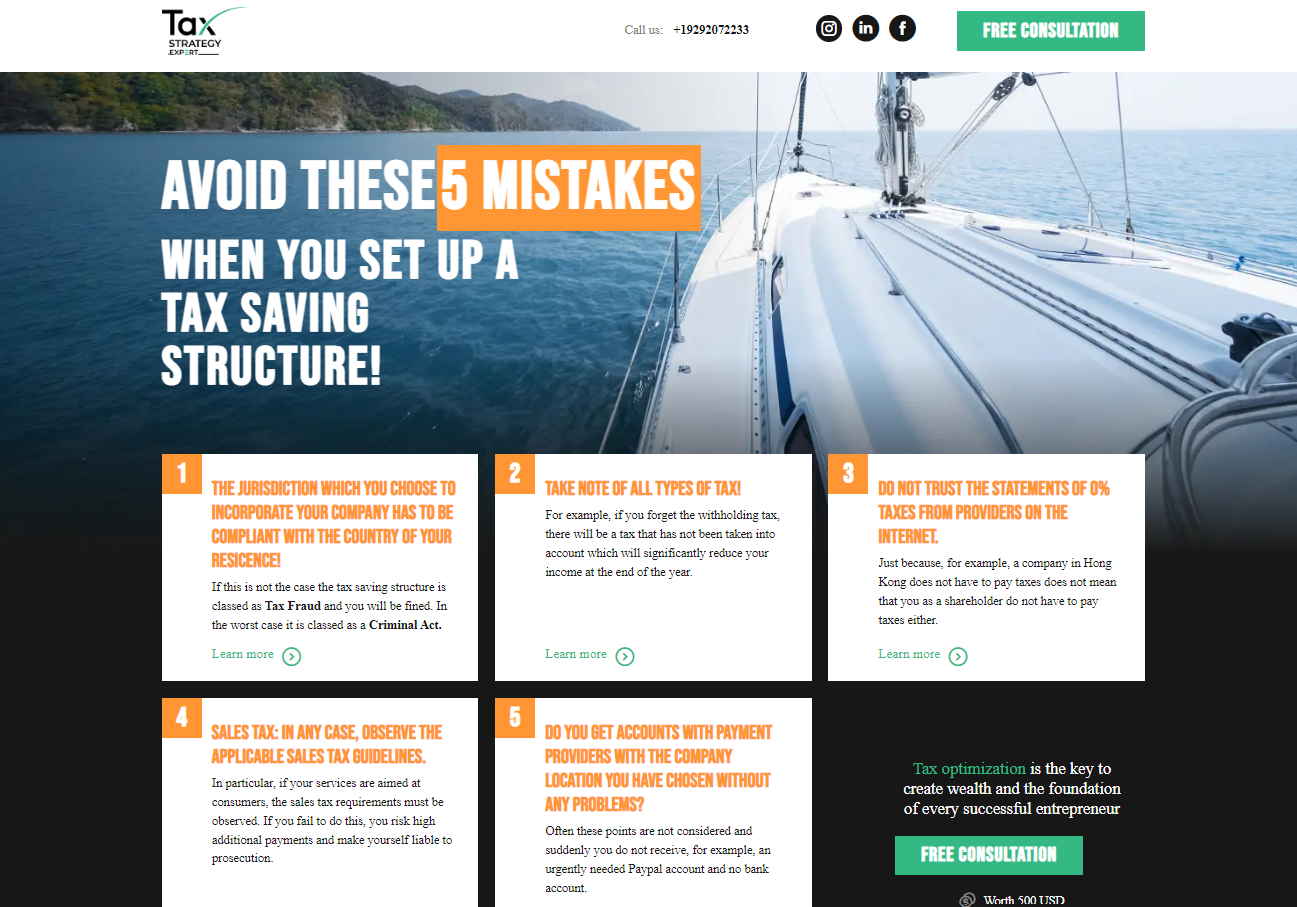 Tax
STRATEGY
.EXPERT
Call us: +19292072233
FREE CONSULTATION
AVOID THESE 5 MISTAKES
WHEN YOU SET UP A
TAX SAVING
STRUCTURE!
1
THE JURISDICTION WHICH YOU CHOOSE TO
INCORPORATE YOUR COMPANY HAS TO BE
COMPLIANT WITH THE COUNTRY OF YOUR
RESICENCE!
If this is not the case the tax saving structure is
classed as Tax Fraud and you will be fined. In
the worst case it is classed as a Criminal Act.
Learn more
2
TAKE NOTE OF ALL TYPES OF TAX!
For example, if you forget the withholding tax,
there will be a tax that has not been taken into
account which will significantly reduce your
income at the end of the year.
Learn more
3
DO NOT TRUST THE STATEMENTS OF 0%
TAXES FROM PROVIDERS ON THE
INTERNET.
Just because, for example, a company in Hong
Kong does not have to pay taxes does not mean
that you as a shareholder do not have to pay
taxes either.
Learn more
4
SALES TAX: IN ANY CASE, OBSERVE THE
APPLICABLE SALES TAX GUIDELINES.
In particular, if your services are aimed at
consumers, the sales tax requirements must be
observed. If you fail to do this, you risk high
additional payments and make yourself liable to
prosecution.
5
DO YOU GET ACCOUNTS WITH PAYMENT
PROVIDERS WITH THE COMPANY
LOCATION YOU HAVE CHOSEN WITHOUT
ANY PROBLEMS?
Often these points are not considered and
suddenly you do not receive, for example, an
urgently needed Paypal account and no bank
account.
Tax optimization is the key to
create wealth and the foundation
of every successful entrepreneur
FREE CONSULTATION
Worth 500 USD